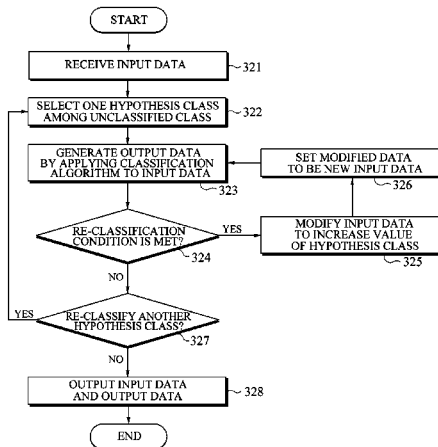 START
RECEIVE INPUT DATA
321
SELECT ONE HYPOTHESIS CLASS
AMONG UNCLASSIFIED CLASS
322
GENERATE OUTPUT DATA
BY APPLYING CLASSIFICATION
ALGORITHM TO INPUT DATA
323
SET MODIFIED DATA
TO BE NEW INPUT DATA
326
RE-CLASSIFICATION
CONDITION IS MET?
324
YES
MODIFY INPUT DATA
TO INCREASE VALUE
OF HYPOTHESIS CLASS
325
NO
YES
RE-CLASSIFY ANOTHER
HYPOTHESIS CLASS?
327
NO
OUTPUT INPUT DATA
AND OUTPUT DATA
328
END